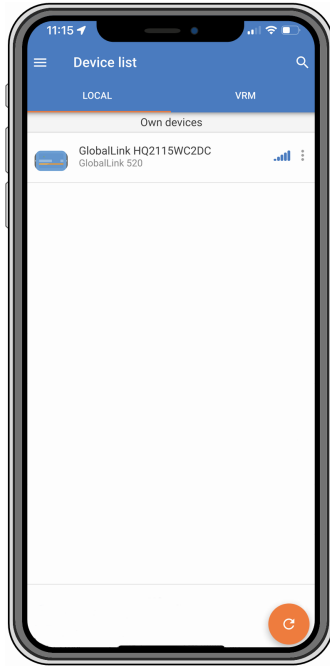 11:15
Device list
LOCAL VRM
Own devices
GlobalLink HQ2115WC2DC
GlobalLink 520